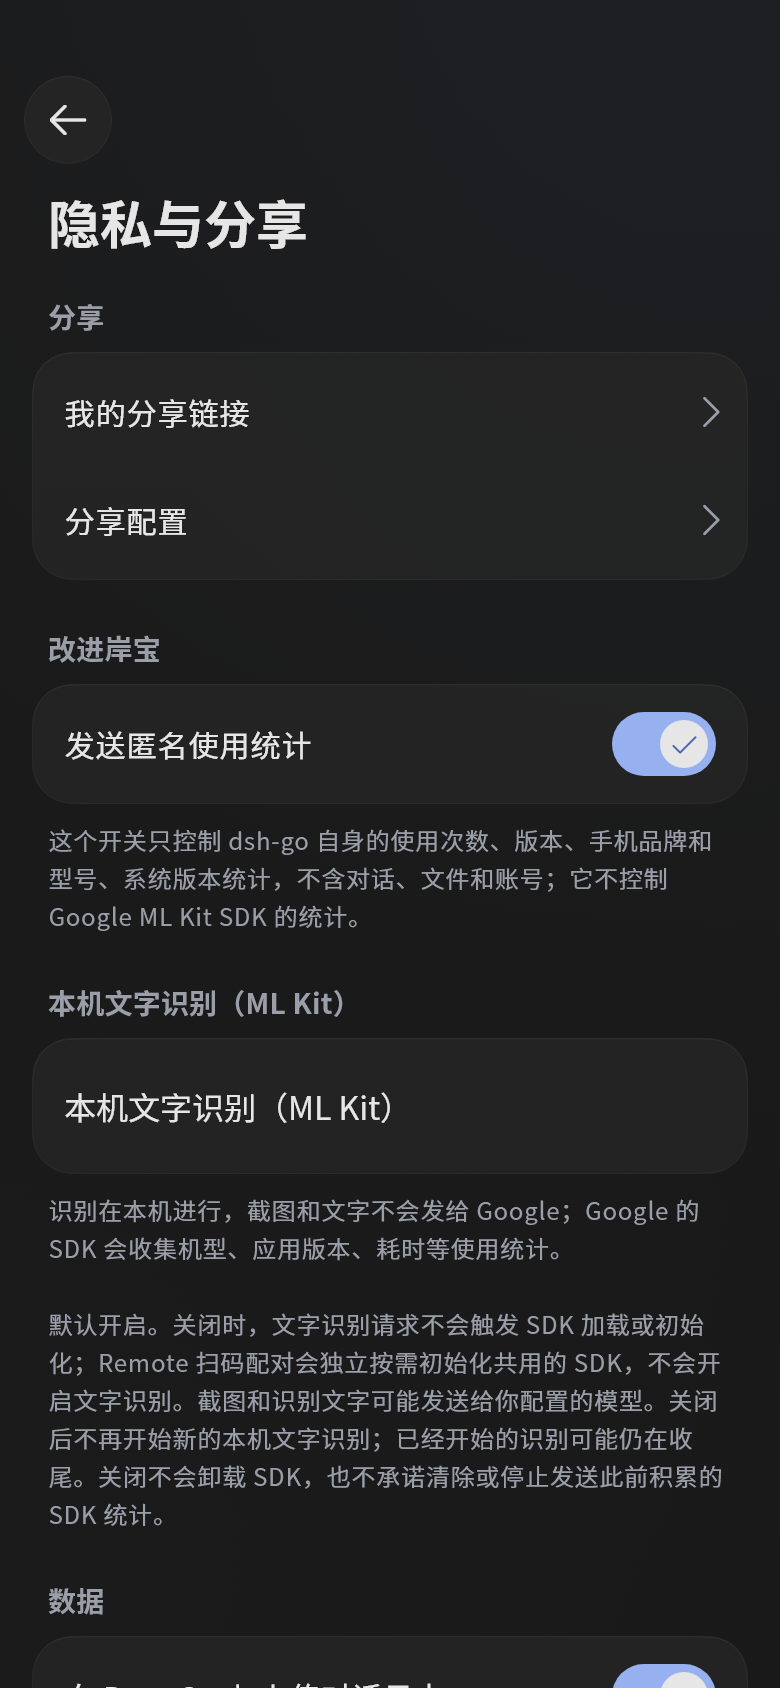 隐私与分享
分享
我的分享链接
分享配置
改进岸宝
发送匿名使用统计
这个开关只控制 dsh-go 自身的使用次数、版本、手机品牌和
型号、系统版本统计，不含对话、文件和账号；它不控制
Google ML Kit SDK 的统计。
本机文字识别（ML Kit）
本机文字识别（ML Kit）
识别在本机进行，截图和文字不会发给 Google；Google 的
SDK 会收集机型、应用版本、耗时等使用统计。
默认开启。关闭时，文字识别请求不会触发 SDK 加载或初始
化；Remote 扫码配对会独立按需初始化共用的 SDK，不会开
启文字识别。截图和识别文字可能发送给你配置的模型。关闭
后不再开始新的本机文字识别；已经开始的识别可能仍在收
尾。关闭不会卸载 SDK，也不承诺清除或停止发送此前积累的
SDK 统计。
数据